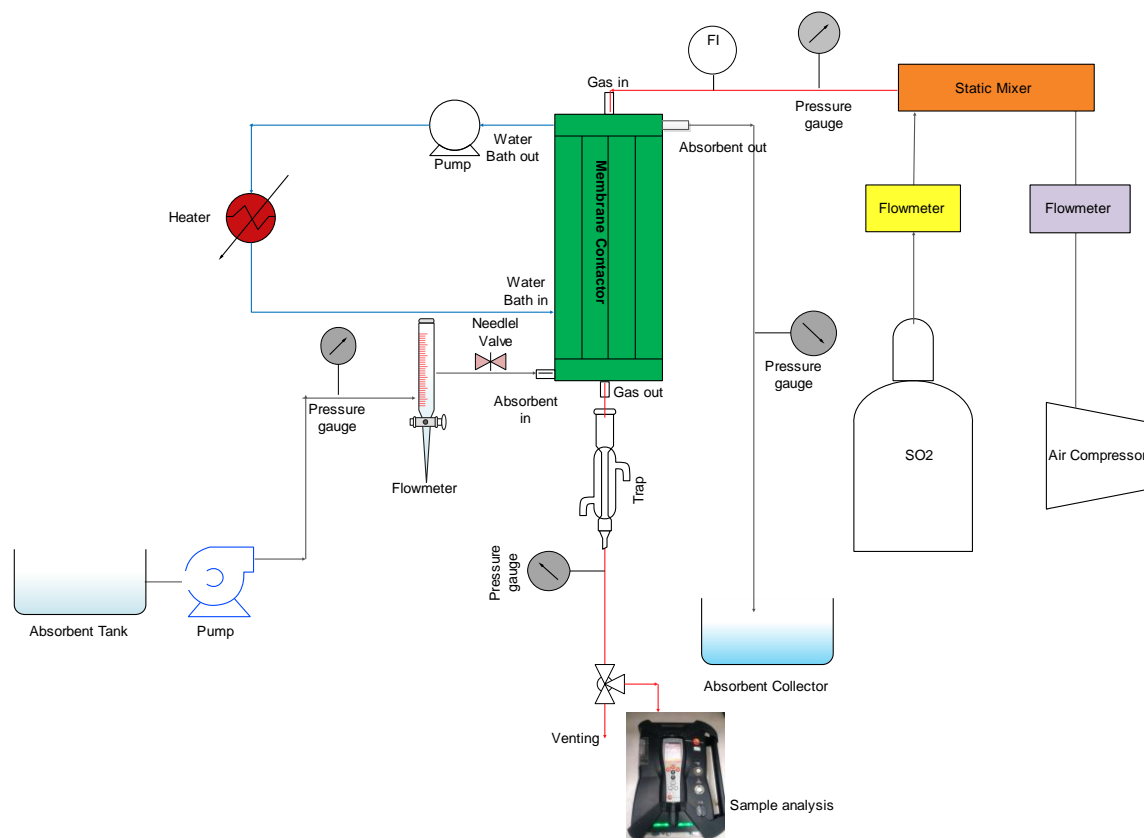 FI
Gas in
Static Mixer
Pressure
gauge
Water
Bath out
Pump
Absorbent out
Membrane Contactor
Heater
Flowmeter
Flowmeter
Water
Bath in
Needlel
Valve
Pressure
gauge
Pressure
gauge
Absorbent
in
Gas out
Flowmeter
Trap
SO2
Air Compressor
Pressure
gauge
Absorbent Tank
Pump
Absorbent Collector
Venting
Sample analysis